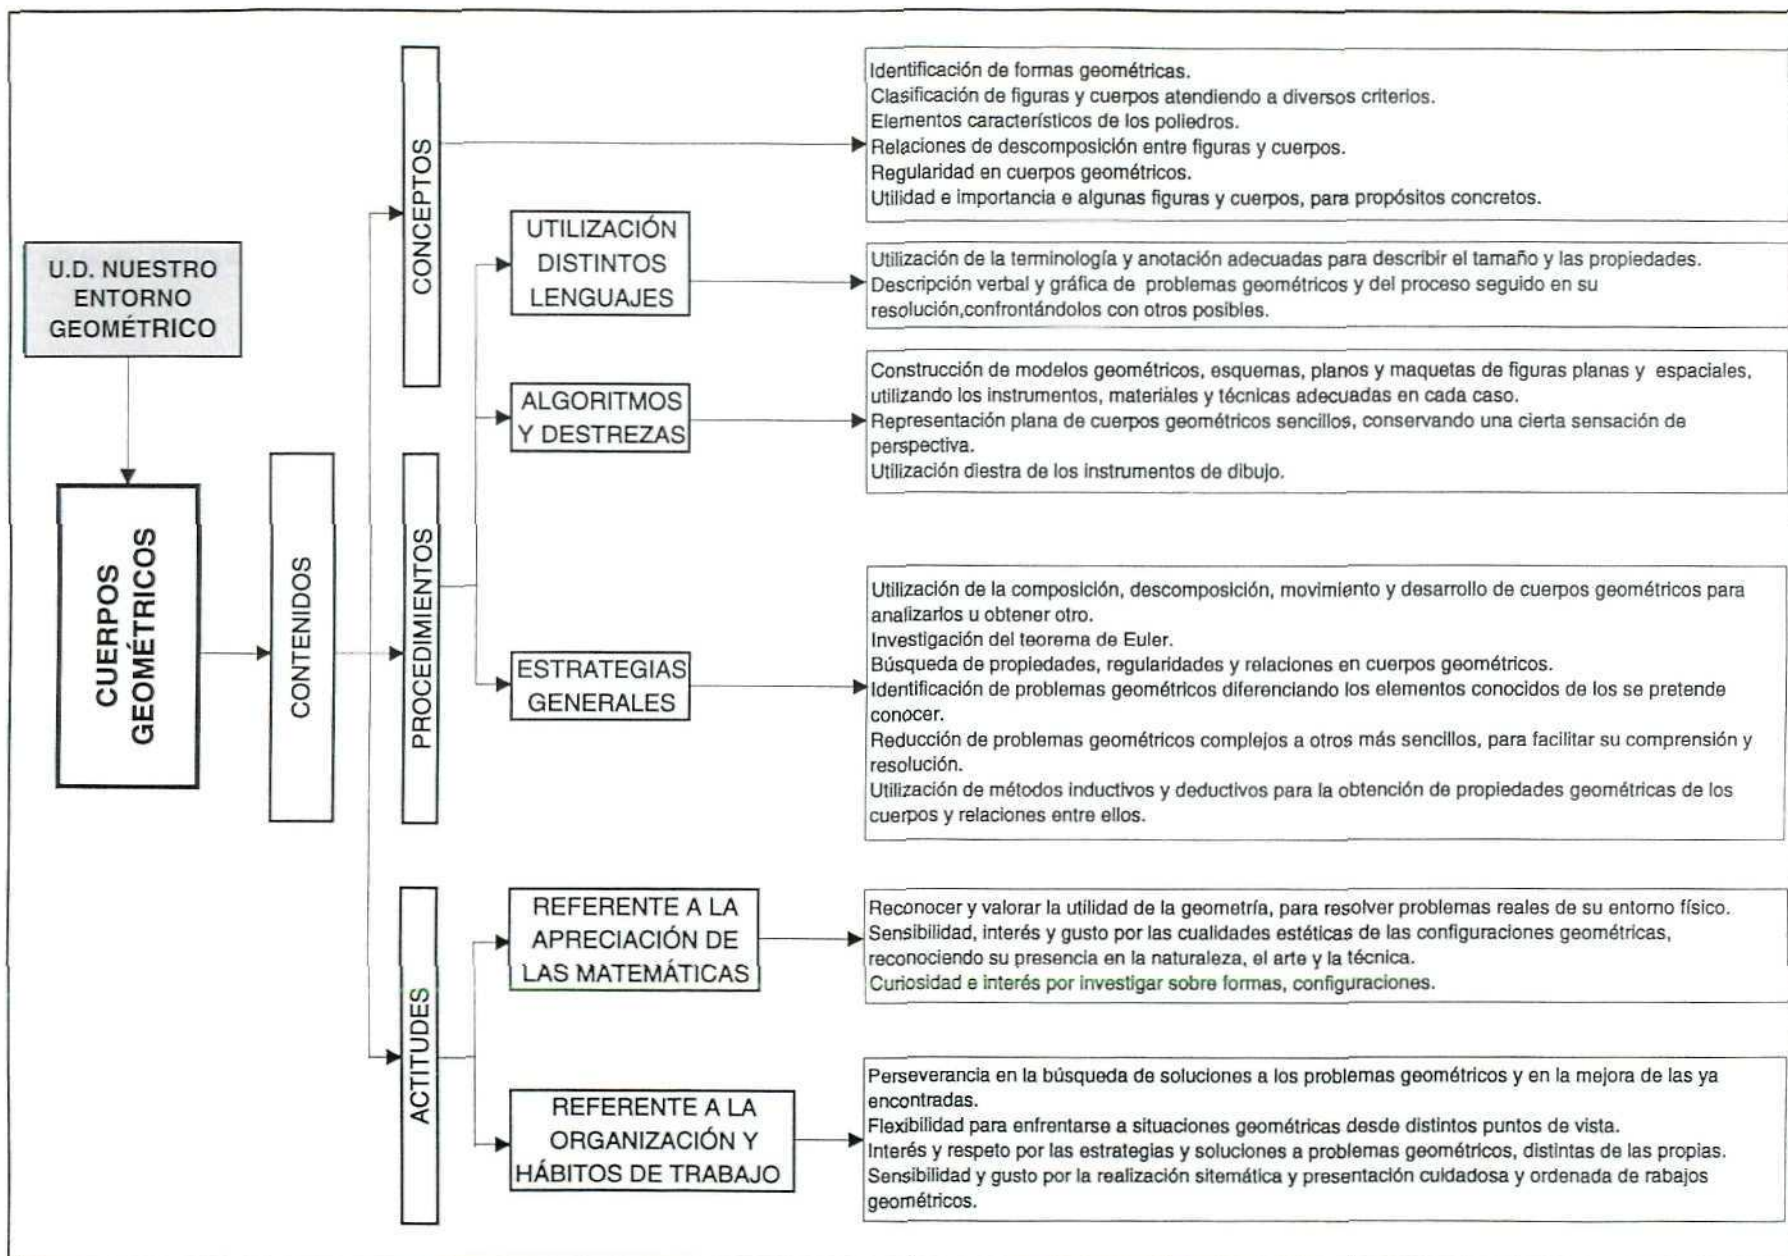 U.D. NUESTRO
ENTORNO
GEOMÉTRICO
CUERPOS
GEOMÉTRICOS
CONTENIDOS
CONCEPTOS
Identificación de formas geométricas.
Clasificación de figuras y cuerpos atendiendo a diversos criterios.
Elementos característicos de los poliedros.
Relaciones de descomposición entre figuras y cuerpos.
Regularidad en cuerpos geométricos.
Utilidad e importancia e algunas figuras y cuerpos, para propósitos concretos.
PROCEDIMIENTOS
UTILIZACIÓN
DISTINTOS
LENGUAJES
Utilización de la terminología y anotación adecuadas para describir el tamaño y las propiedades.
Descripción verbal y gráfica de problemas geométricos y del proceso seguido en su
resolución,confrontándolos con otros posibles.
ALGORITMOS
Y DESTREZAS
Construcción de modelos geométricos, esquemas, planos y maquetas de figuras planas y espaciales,
utilizando los instrumentos, materiales y técnicas adecuadas en cada caso.
Representación plana de cuerpos geométricos sencillos, conservando una cierta sensación de
perspectiva.
Utilización diestra de los instrumentos de dibujo.
ESTRATEGIAS
GENERALES
Utilización de la composición, descomposición, movimiento y desarrollo de cuerpos geométricos para
analizarlos u obtener otro.
Investigación del teorema de Euler.
Búsqueda de propiedades, regularidades y relaciones en cuerpos geométricos.
Identificación de problemas geométricos diferenciando los elementos conocidos de los se pretende
conocer.
Reducción de problemas geométricos complejos a otros más sencillos, para facilitar su comprensión y
resolución.
Utilización de métodos inductivos y deductivos para la obtención de propiedades geométricas de los
cuerpos y relaciones entre ellos.
ACTITUDES
REFERENTE A LA
APRECIACIÓN DE
LAS MATEMÁTICAS
Reconocer y valorar la utilidad de la geometría, para resolver problemas reales de su entorno físico.
Sensibilidad, interés y gusto por las cualidades estéticas de las configuraciones geométricas,
reconociendo su presencia en la naturaleza, el arte y la técnica.
Curiosidad e interés por investigar sobre formas, configuraciones.
REFERENTE A LA
ORGANIZACIÓN Y
HÁBITOS DE TRABAJO
Perseverancia en la búsqueda de soluciones a los problemas geométricos y en la mejora de las ya
encontradas.
Flexibilidad para enfrentarse a situaciones geométricas desde distintos puntos de vista.
Interés y respeto por las estrategias y soluciones a problemas geométricos, distintas de las propias.
Sensibilidad y gusto por la realización sitemática y presentación cuidadosa y ordenada de rabajos
geométricos.